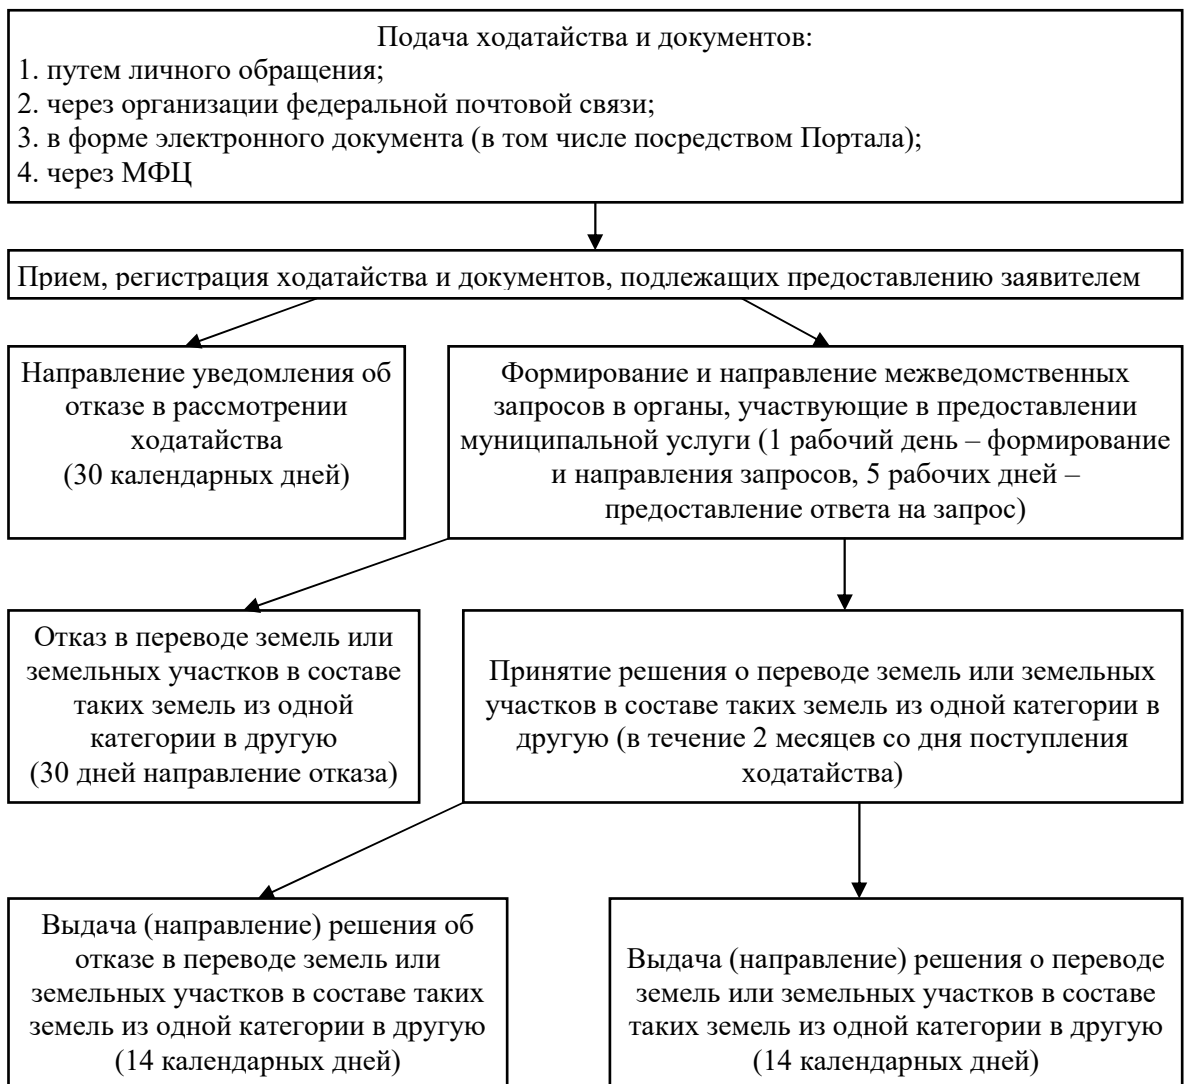 Подача ходатайства и документов:
1. путем личного обращения;
2. через организации федеральной почтовой связи;
3. в форме электронного документа (в том числе посредством Портала);
4. через МФЦ
Прием, регистрация ходатайства и документов, подлежащих предоставлению заявителем
Направление уведомления об
отказе в рассмотрении
ходатайства
(30 календарных дней)
Формирование и направление межведомственных
запросов в органы, участвующие в предоставлении
муниципальной услуги (1 рабочий день – формирование
и направления запросов, 5 рабочих дней –
предоставление ответа на запрос)
Отказ в переводе земель или
земельных участков в составе
таких земель из одной
категории в другую
(30 дней направление отказа)
Принятие решения о переводе земель или земельных
участков в составе таких земель из одной категории в
другую (в течение 2 месяцев со дня поступления
ходатайства)
Выдача (направление) решения об
отказе в переводе земель или
земельных участков в составе таких
земель из одной категории в другую
(14 календарных дней)
Выдача (направление) решения о переводе
земель или земельных участков в составе
таких земель из одной категории в другую
(14 календарных дней)